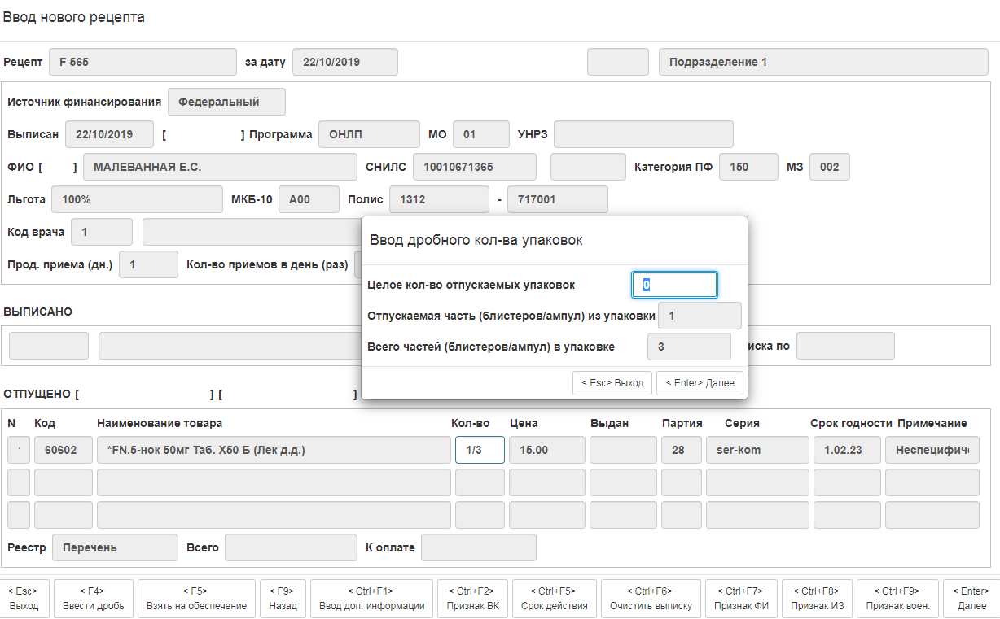 Ввод нового рецепта
Рецепт F 565 за дату 22/10/2019 Подразделение 1
Источник финансирования Федеральный
Выписан 22/10/2019 [ ] Программа ОНЛП МО 01 УНРЗ
ФИО [ ] МАЛЕВАННАЯ Е.С. СНИЛС 10010671365 Категория ПФ 150 МЗ 002
Льгота 100% МКБ-10 A00 Полис 1312 - 717001
Код врача 1
Прод. приема (дн.) 1 Кол-во приемов в день (раз)
Ввод дробного кол-ва упаковок
Целое кол-во отпускаемых упаковок 0
Отпускаемая часть (блистеров/ампул) из упаковки 1
Всего частей (блистеров/ампул) в упаковке 3
< Esc> Выход < Enter> Далее
ВЫПИСАНО
иска по
ОТПУЩЕНО [ ] [ ]
N Код Наименование товара Кол-во Цена Выдан Партия Серия Срок годности Примечание
60602 *FN.5-нок 50мг Таб. Х50 Б (Лек д.д.) 1/3 15.00 28 ser-kom 1.02.23 Неспецифич
Реестр Перечень Всего К оплате
< Esc> Выход
< F4> Ввести дробь
< F5> Взять на обеспечение
< F9> Назад
< Ctrl+F1> Ввод доп. информации
< Ctrl+F2> Признак ВК
< Ctrl+F5> Срок действия
< Ctrl+F6> Очистить выписку
< Ctrl+F7> Признак ФИ
< Ctrl+F8> Признак ИЗ
< Ctrl+F9> Признак воен.
< Enter> Далее